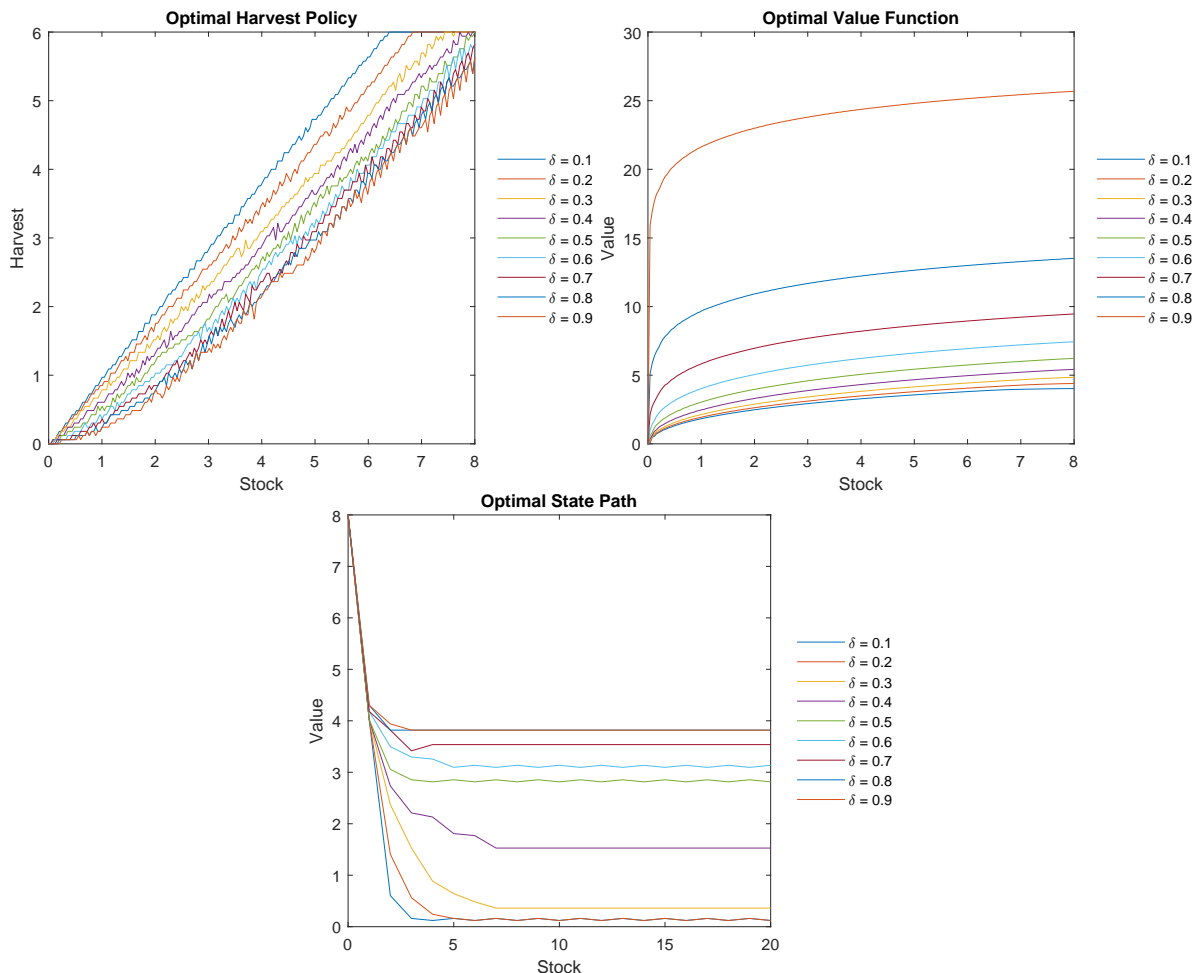 Optimal Harvest Policy
6
5
4
3
2
1
0
Harvest
0 1 2 3 4 5 6 7 8
Stock
δ = 0.1
δ = 0.2
δ = 0.3
δ = 0.4
δ = 0.5
δ = 0.6
δ = 0.7
δ = 0.8
δ = 0.9
Optimal Value Function
30
25
20
15
10
5
0
Value
0 1 2 3 4 5 6 7 8
Stock
δ = 0.1
δ = 0.2
δ = 0.3
δ = 0.4
δ = 0.5
δ = 0.6
δ = 0.7
δ = 0.8
δ = 0.9
Optimal State Path
8
7
6
5
4
3
2
1
0
Value
0 5 10 15 20
Stock
δ = 0.1
δ = 0.2
δ = 0.3
δ = 0.4
δ = 0.5
δ = 0.6
δ = 0.7
δ = 0.8
δ = 0.9